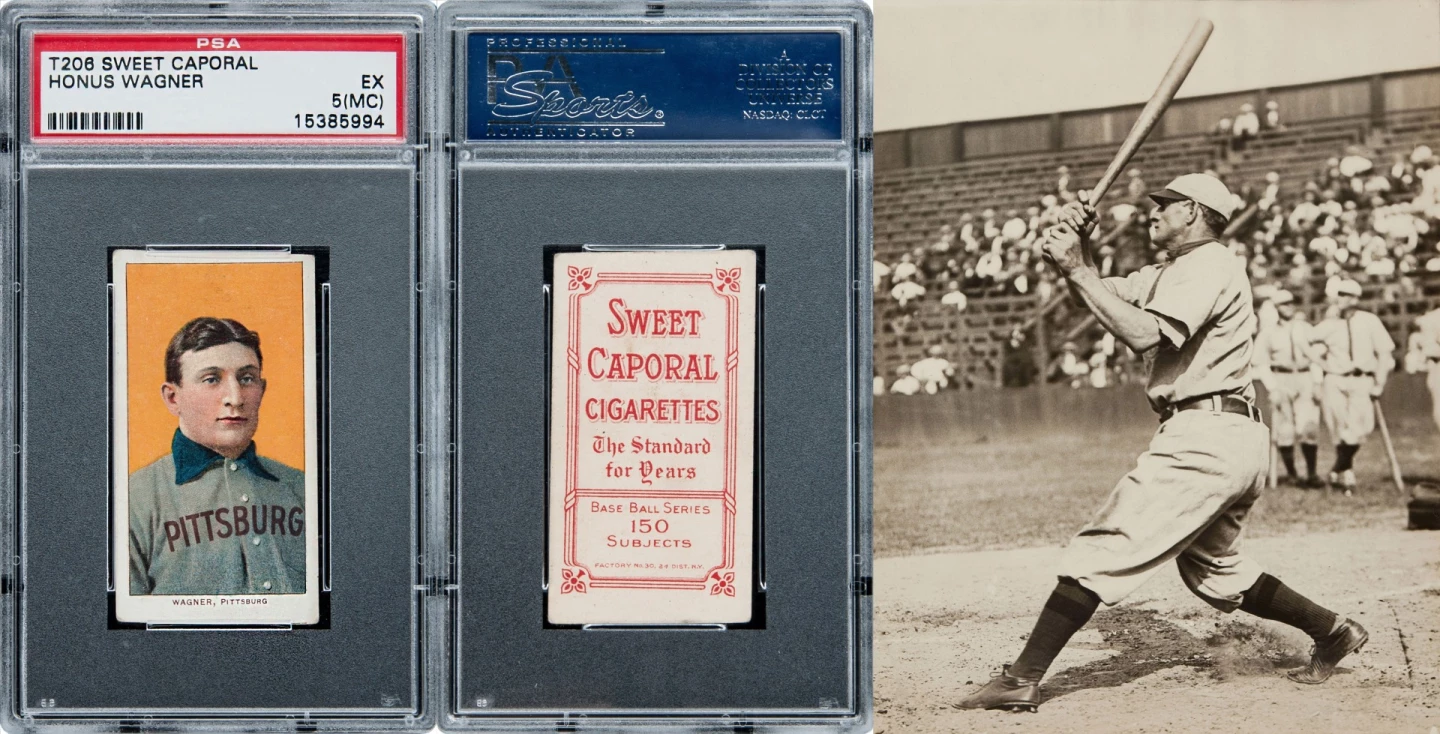 PSA
T206 SWEET CAPORAL
HONUS WAGNER
EX
5(MC)
15385994
PROFESSIONAL
PSA
Sports®
AUTHENTICATOR
A
DIVISION OF
COLLECTORS
UNIVERSE
NASDAQ: CLCT
PITTSBURG
WAGNER, PITTSBURG
SWEET
CAPORAL
CIGARETTES
The Standard
for Years
BASE BALL SERIES
150
SUBJECTS
FACTORY No. 30, 2d DIST. N.Y.